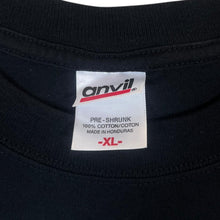 anvil®
PRE-SHRUNK
100% COTTON/COTON
MADE IN HONDURAS
-XL-